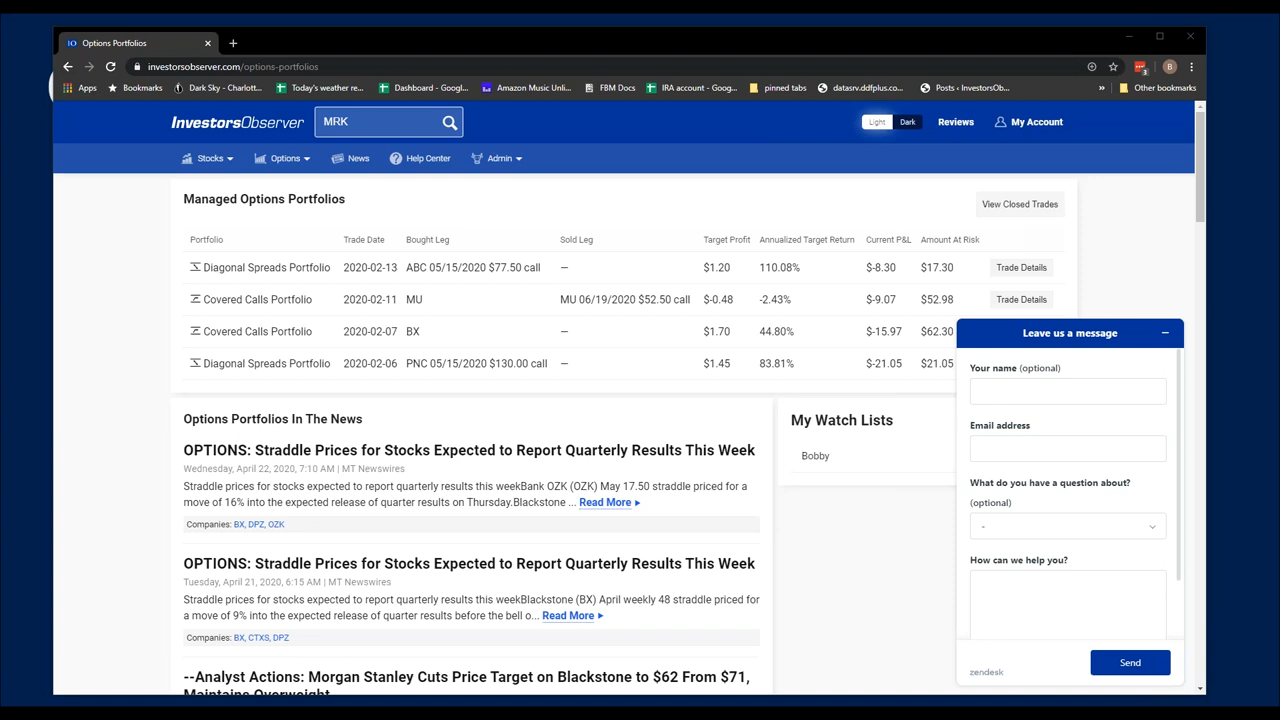 IO Options Portfolios
investorsobserver.com/options-portfolios
3
B
Apps Bookmarks Dark Sky - Charlott... Today's weather re... Dashboard - Googl... Amazon Music Unli... FBM Docs IRA account - Goog... pinned tabs datasrv.ddfplus.co... Posts ‹ InvestorsOb... » Other bookmarks
InvestorsObserver MRK Light Dark Reviews My Account
Stocks Options News Help Center Admin
Managed Options Portfolios
View Closed Trades
Portfolio Trade Date Bought Leg Sold Leg Target Profit Annualized Target Return Current P&L Amount At Risk
Diagonal Spreads Portfolio 2020-02-13 ABC 05/15/2020 $77.50 call — $1.20 110.08% $-8.30 $17.30 Trade Details
Covered Calls Portfolio 2020-02-11 MU MU 06/19/2020 $52.50 call $-0.48 -2.43% $-9.07 $52.98 Trade Details
Covered Calls Portfolio 2020-02-07 BX — $1.70 44.80% $-15.97 $62.30
Diagonal Spreads Portfolio 2020-02-06 PNC 05/15/2020 $130.00 call — $1.45 83.81% $-21.05 $21.05
Options Portfolios In The News
OPTIONS: Straddle Prices for Stocks Expected to Report Quarterly Results This Week
Wednesday, April 22, 2020, 7:10 AM | MT Newswires
Straddle prices for stocks expected to report quarterly results this weekBank OZK (OZK) May 17.50 straddle priced for a
move of 16% into the expected release of quarter results on Thursday.Blackstone ... Read More
Companies: BX, DPZ, OZK
OPTIONS: Straddle Prices for Stocks Expected to Report Quarterly Results This Week
Tuesday, April 21, 2020, 6:15 AM | MT Newswires
Straddle prices for stocks expected to report quarterly results this weekBlackstone (BX) April weekly 48 straddle priced for
a move of 9% into the expected release of quarter results before the bell o... Read More
Companies: BX, CTXS, DPZ
--Analyst Actions: Morgan Stanley Cuts Price Target on Blackstone to $62 From $71,
Maintains Overweight
My Watch Lists
Bobby
Leave us a message
Your name (optional)
Email address
What do you have a question about?
(optional)
-
How can we help you?
zendesk
Send